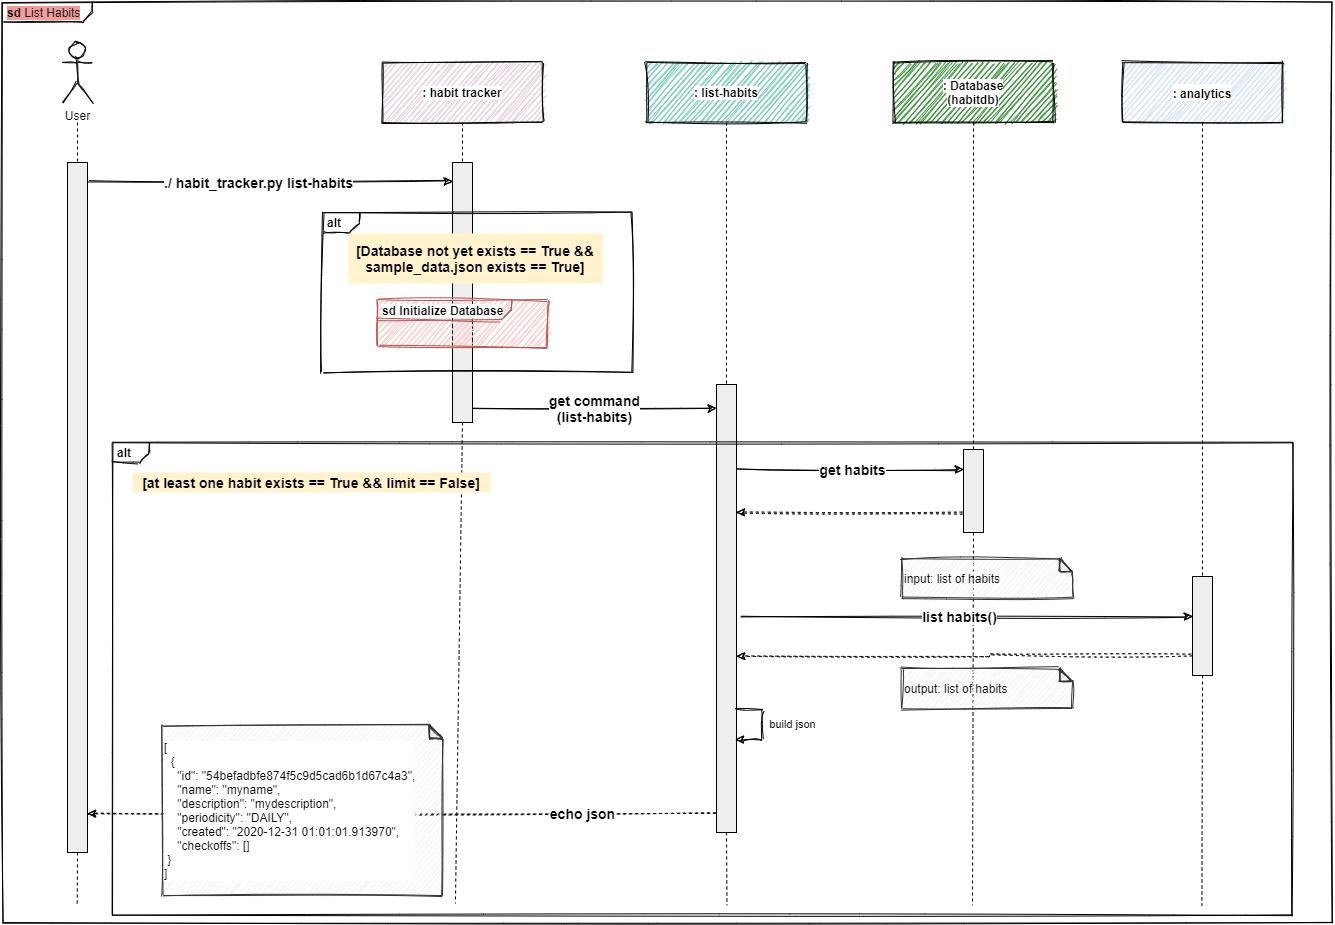 sd List Habits
User
: habit tracker
: list-habits
: Database
(habitdb)
: analytics
./ habit_tracker.py list-habits
alt
[Database not yet exists == True &&
sample_data.json exists == True]
sd Initialize Database
get command
(list-habits)
alt
[at least one habit exists == True && limit == False]
get habits
input: list of habits
list habits()
output: list of habits
build json
[
{
"id": "54befadbfe874f5c9d5cad6b1d67c4a3",
"name": "myname",
"description": "mydescription",
"periodicity": "DAILY",
"created": "2020-12-31 01:01:01.913970",
"checkoffs": []
}
]
echo json